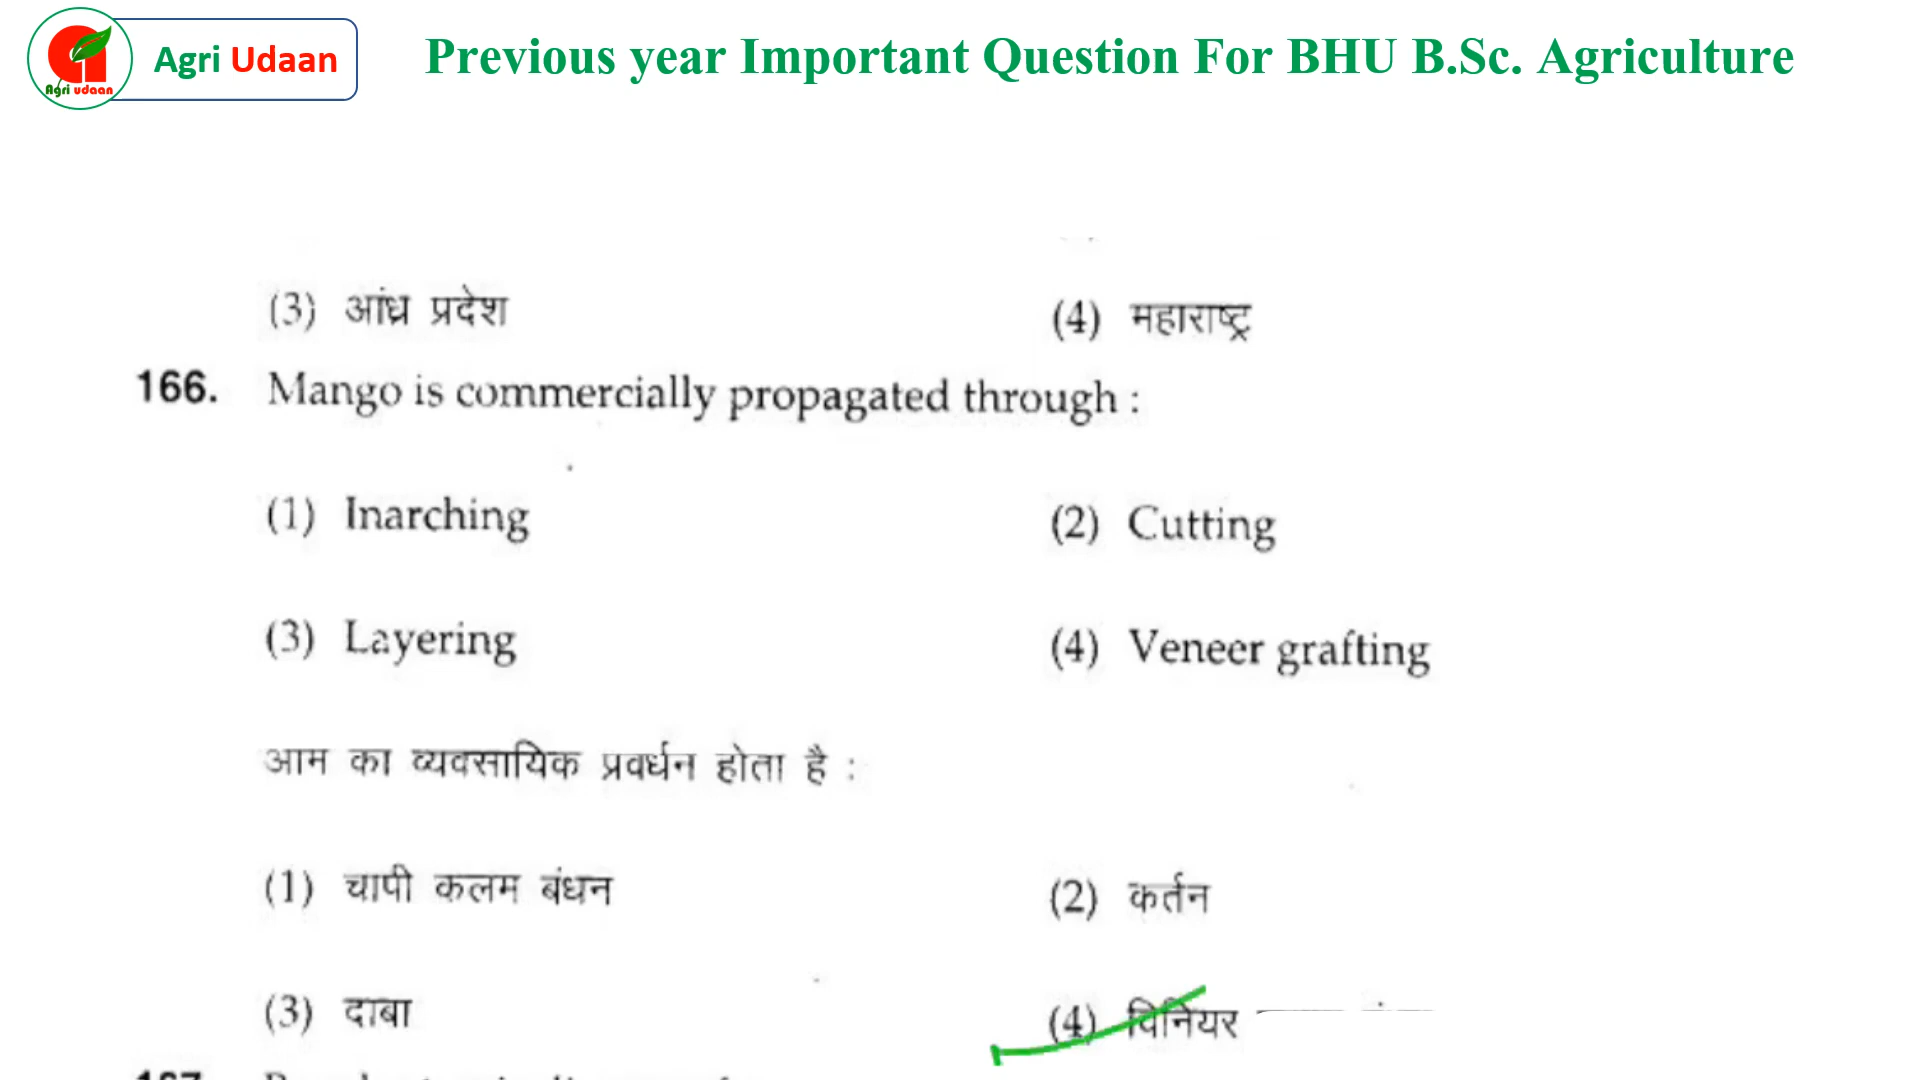 Agri udaan
Agri Udaan
Previous year Important Question For BHU B.Sc. Agriculture
(3) आंध्र प्रदेश (4) महाराष्ट्र
166. Mango is commercially propagated through :
(1) Inarching (2) Cutting
(3) Layering (4) Veneer grafting
आम का व्यवसायिक प्रवर्धन होता है :
(1) चापी कलम बंधन (2) कर्तन
(3) दाबा (4) विनियर